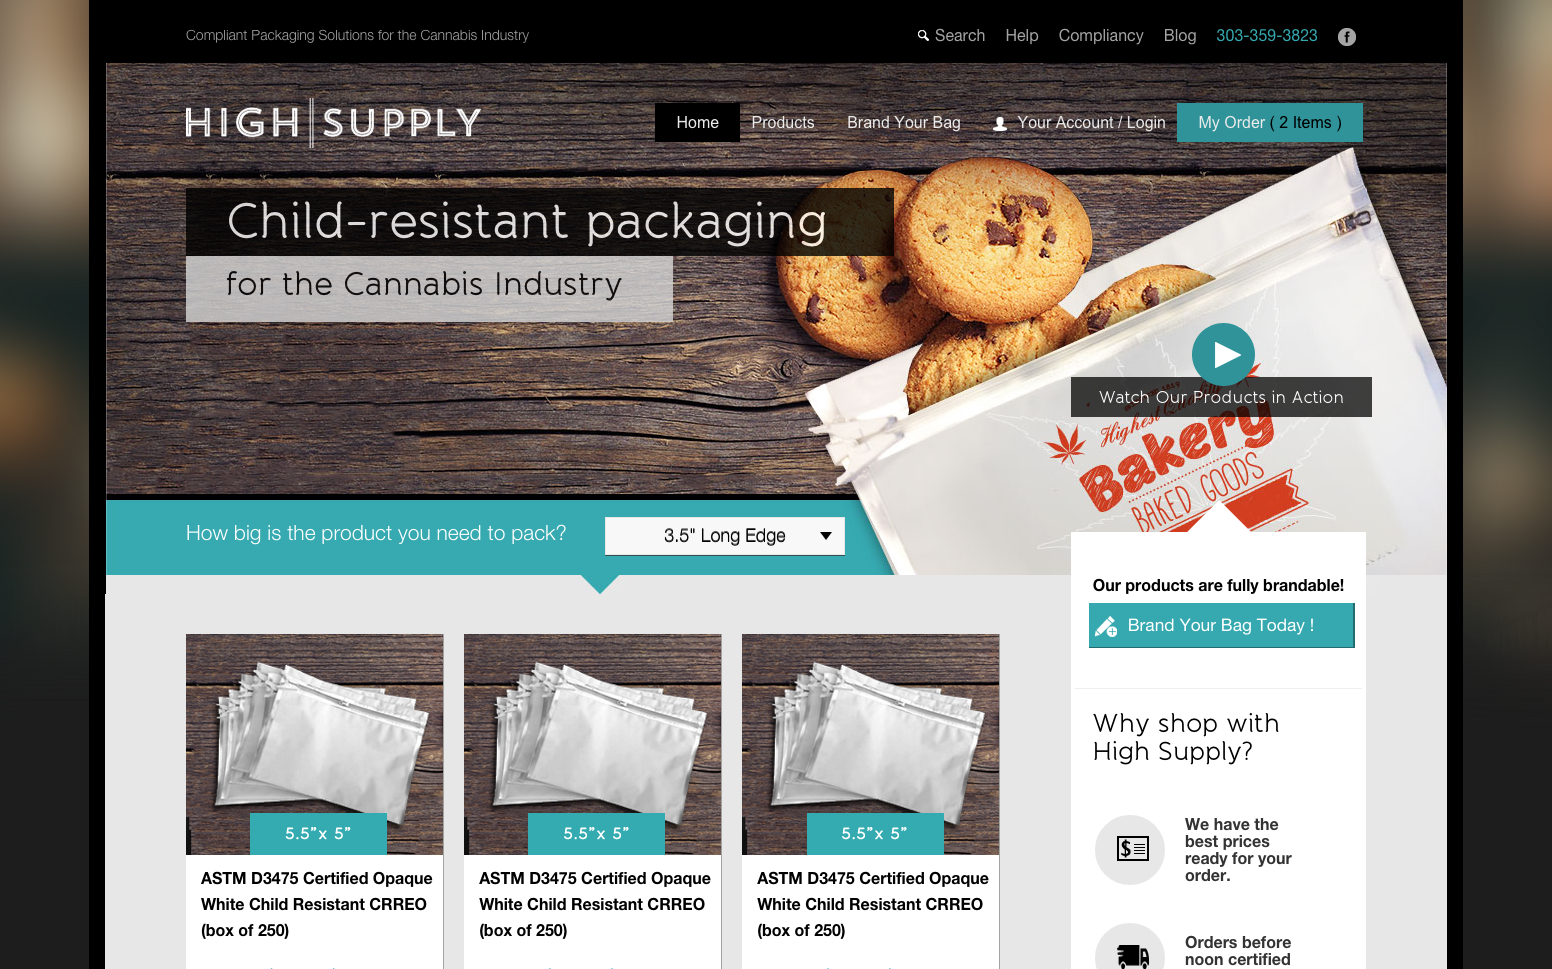 Compliant Packaging Solutions for the Cannabis Industry
Search Help Compliancy Blog 303-359-3823
HIGH SUPPLY
Home Products Brand Your Bag Your Account / Login My Order ( 2 Items )
Child-resistant packaging
for the Cannabis Industry
Watch Our Products in Action
Highest
Bakery
BAKED GOODS
How big is the product you need to pack?
3.5" Long Edge
Our products are fully brandable!
Brand Your Bag Today !
Why shop with
High Supply?
We have the
best prices
ready for your
order.
Orders before
noon certified
5.5”x 5”
ASTM D3475 Certified Opaque
White Child Resistant CRREO
(box of 250)
5.5”x 5”
ASTM D3475 Certified Opaque
White Child Resistant CRREO
(box of 250)
5.5”x 5”
ASTM D3475 Certified Opaque
White Child Resistant CRREO
(box of 250)